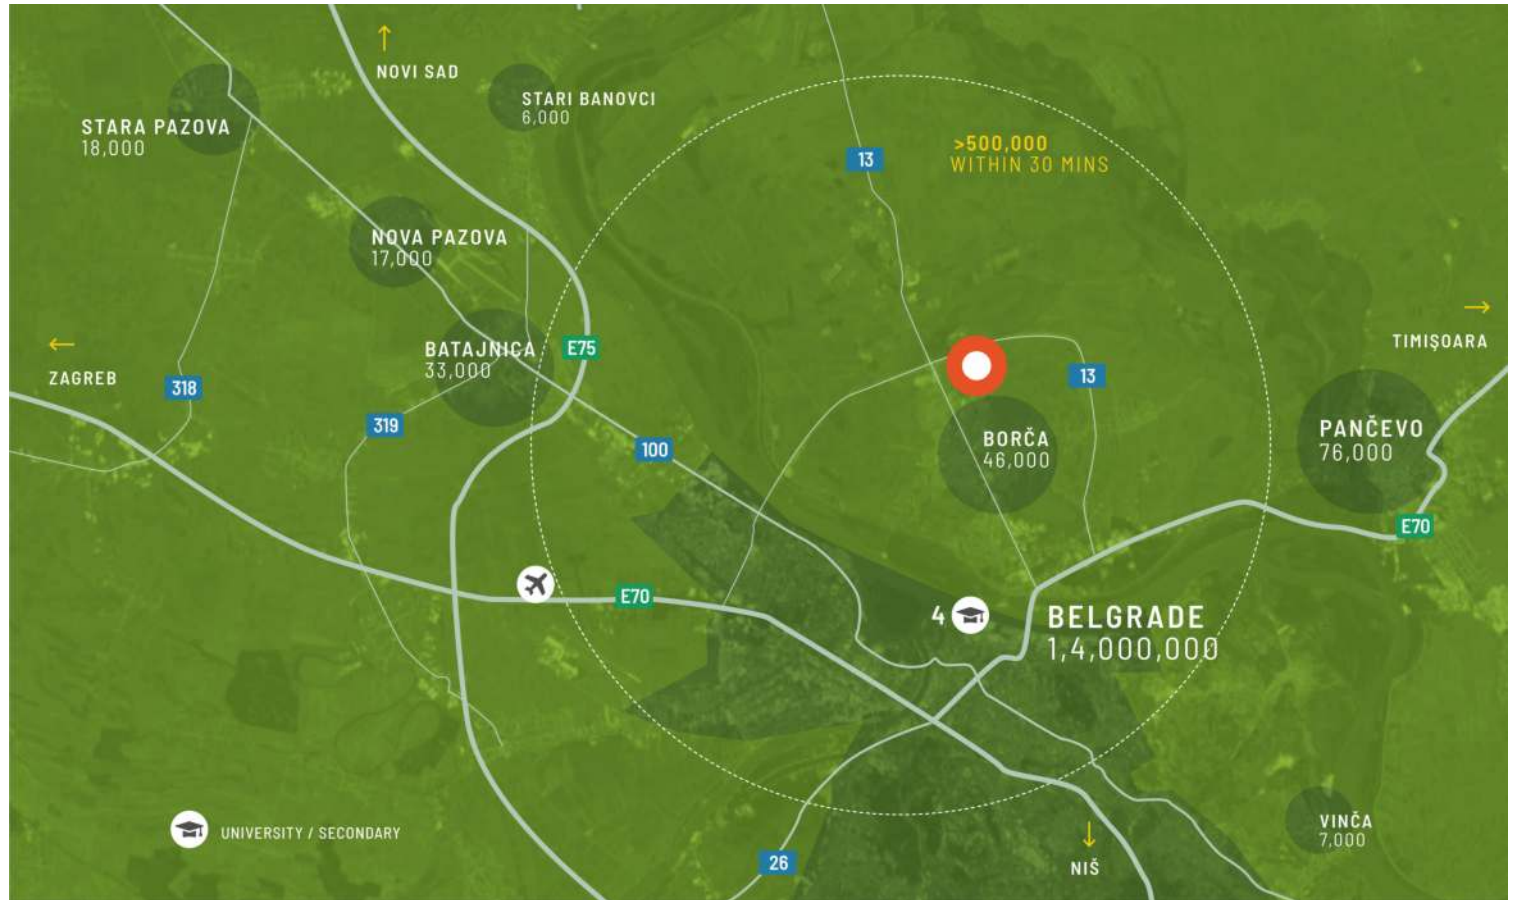 NOVI SAD
STARI BANOVCI
6,000
STARA PAZOVA
18,000
>500,000
WITHIN 30 MINS
13
NOVA PAZOVA
17,000
TIMIŞOARA
BATAJNICA
33,000
E75
ZAGREB
318
13
319
100
BORČA
46,000
PANČEVO
76,000
E70
E70
4
BELGRADE
1,4,000,000
UNIVERSITY / SECONDARY
VINČA
7,000
26
NIŠ